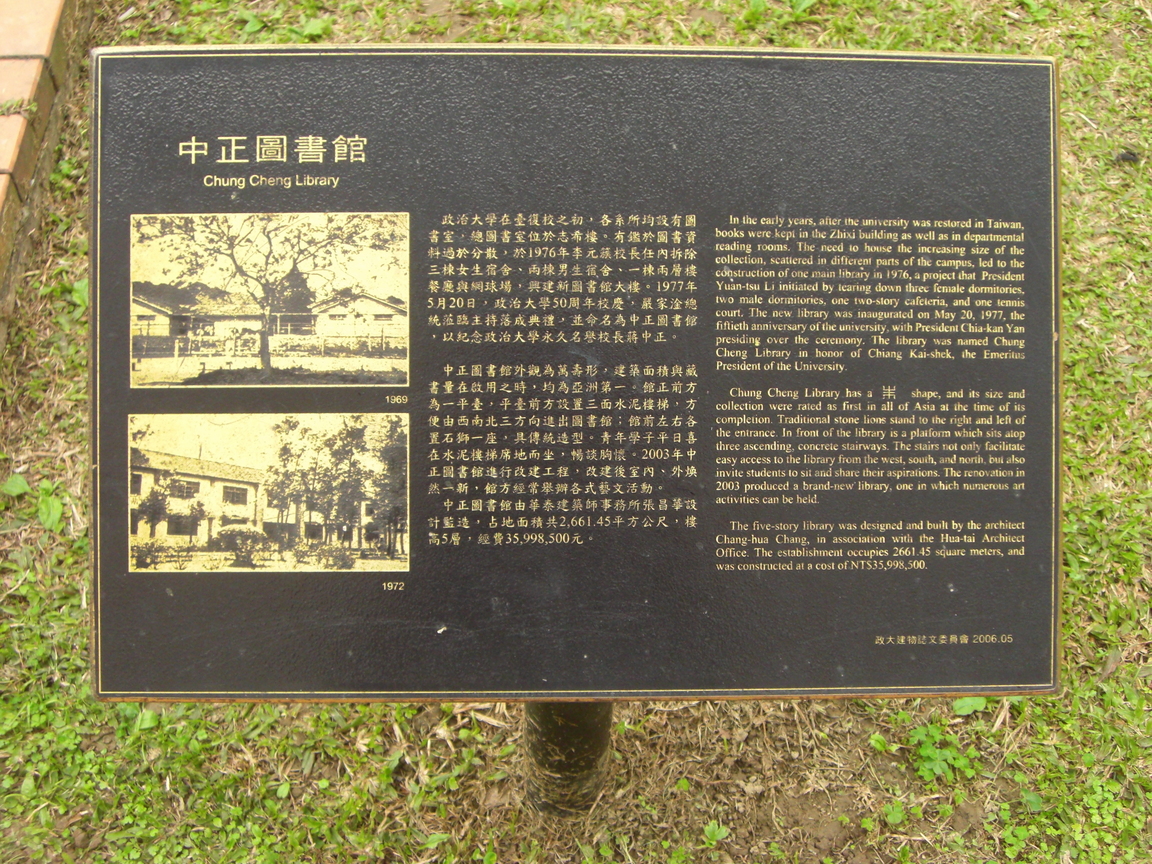 中正圖書館
Chung Cheng Library
1969
1972
政治大學在臺復校之初，各系所均設有圖
書室，總圖書室位於志希樓。有鑑於圖書資
料過於分散，於1976年李元簇校長任內拆除
三棟女生宿舍、兩棟男生宿舍、一棟兩層樓
餐廳與網球場，興建新圖書館大樓。1977年
5月20日，政治大學50周年校慶，嚴家淦總
統蒞臨主持落成典禮，並命名為中正圖書館
，以紀念政治大學永久名譽校長蔣中正。
中正圖書館外觀為萬壽形，建築面積與藏
書量在啟用之時，均為亞洲第一。館正前方
為一平臺，平臺前方設置三面水泥樓梯，方
便由西南北三方向進出圖書館；館前左右各
置石獅一座，具傳統造型。青年學子平日喜
在水泥樓梯席地而坐，暢談胸懷。2003年中
正圖書館進行改建工程，改建後室內、外煥
然一新，館方經常舉辦各式藝文活動。
中正圖書館由華泰建築師事務所張昌華設
計監造，占地面積共2,661.45平方公尺，樓
高5層，經費35,998,500元。
In the early years, after the university was restored in Taiwan,
books were kept in the Zhixi building as well as in departmental
reading rooms. The need to house the increasing size of the
collection, scattered in different parts of the campus, led to the
construction of one main library in 1976, a project that President
Yuan-tsu Li initiated by tearing down three female dormitories,
two male dormitories, one two-story cafeteria, and one tennis
court. The new library was inaugurated on May 20, 1977, the
fiftieth anniversary of the university, with President Chia-kan Yan
presiding over the ceremony. The library was named Chung
Cheng Library in honor of Chiang Kai-shek, the Emeritus
President of the University.
Chung Cheng Library has a shape, and its size and
collection were rated as first in all of Asia at the time of its
completion. Traditional stone lions stand to the right and left of
the entrance. In front of the library is a platform which sits atop
three ascending, concrete stairways. The stairs not only facilitate
easy access to the library from the west, south, and north, but also
invite students to sit and share their aspirations. The renovation in
2003 produced a brand-new library, one in which numerous art
activities can be held.
The five-story library was designed and built by the architect
Chang-hua Chang, in association with the Hua-tai Architect
Office. The establishment occupies 2661.45 square meters, and
was constructed at a cost of NT$35,998,500.
政大建物誌文委員會 2006.05